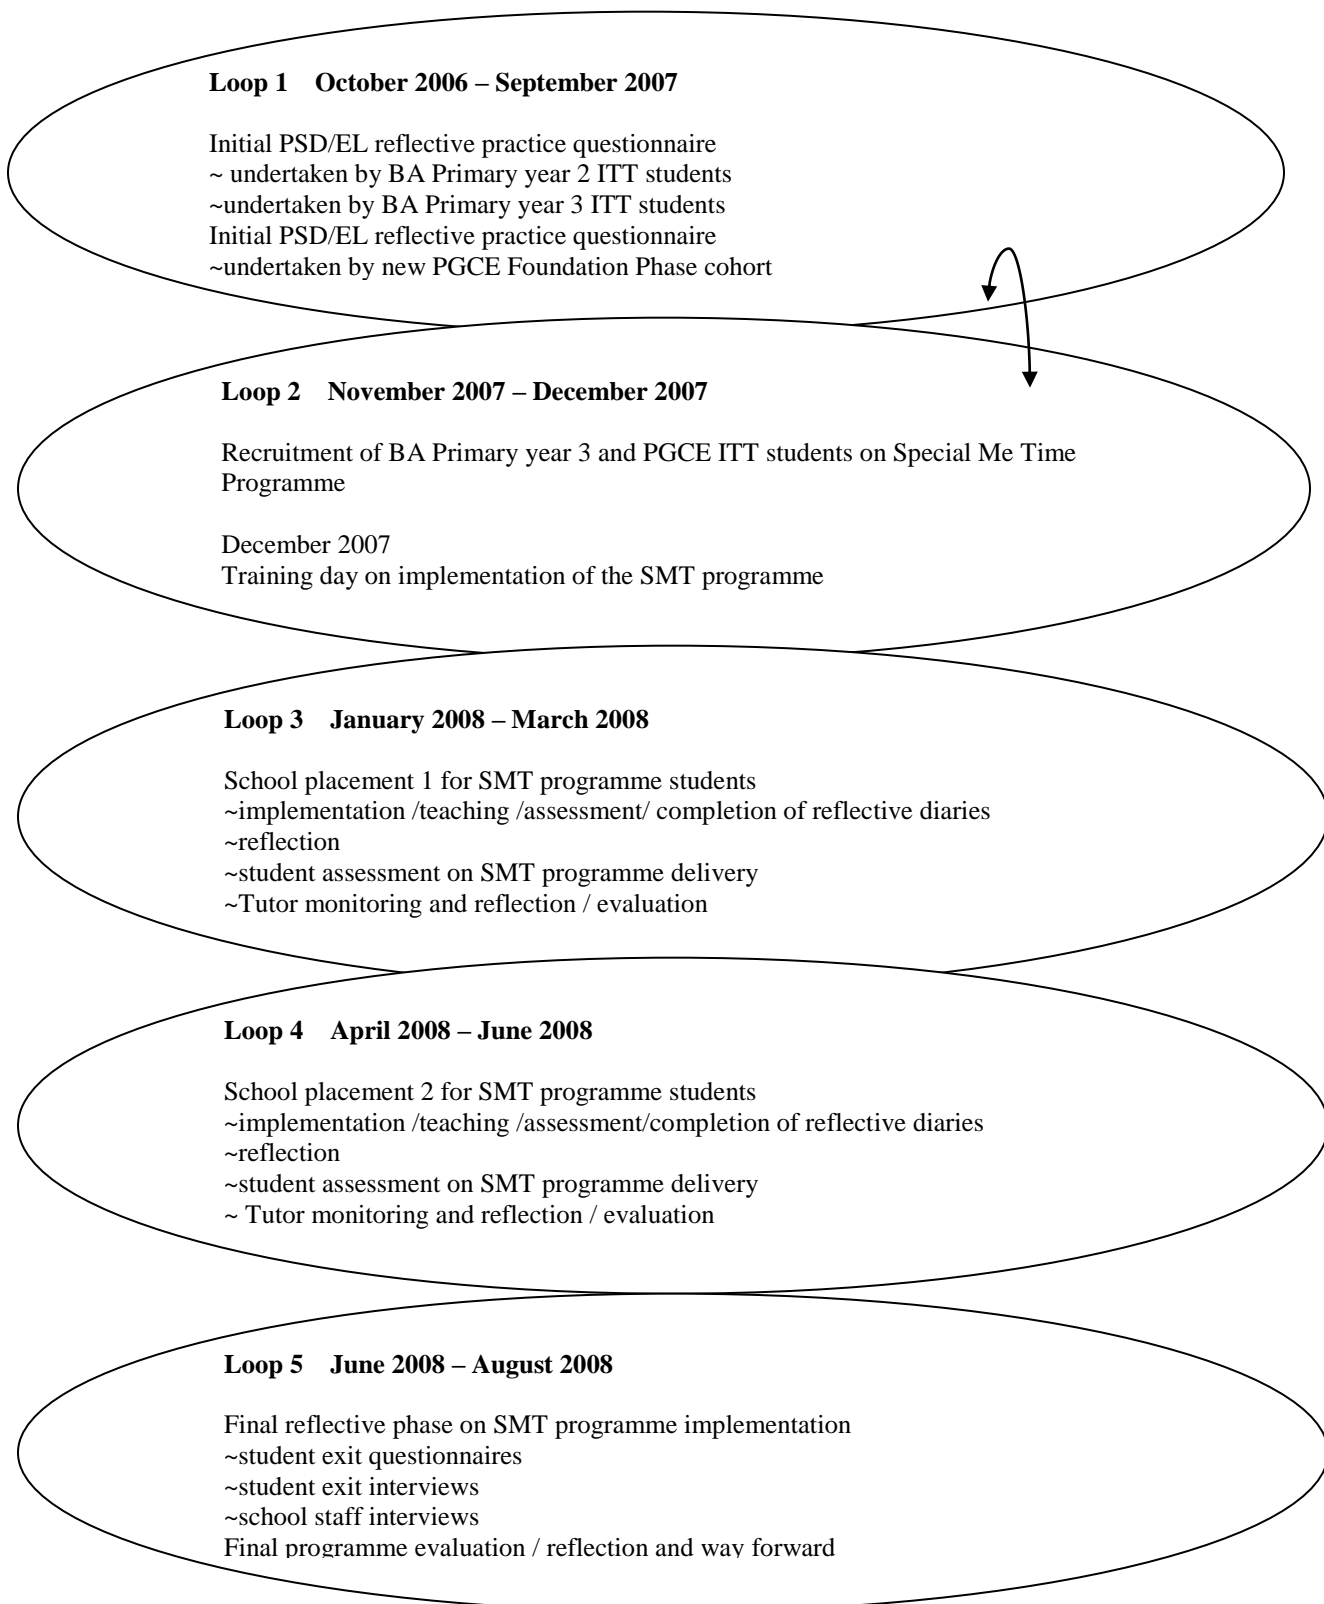 Loop 1 October 2006 – September 2007
Initial PSD/EL reflective practice questionnaire
~ undertaken by BA Primary year 2 ITT students
~undertaken by BA Primary year 3 ITT students
Initial PSD/EL reflective practice questionnaire
~undertaken by new PGCE Foundation Phase cohort
Loop 2 November 2007 – December 2007
Recruitment of BA Primary year 3 and PGCE ITT students on Special Me Time
Programme
December 2007
Training day on implementation of the SMT programme
Loop 3 January 2008 – March 2008
School placement 1 for SMT programme students
~implementation /teaching /assessment/ completion of reflective diaries
~reflection
~student assessment on SMT programme delivery
~Tutor monitoring and reflection / evaluation
Loop 4 April 2008 – June 2008
School placement 2 for SMT programme students
~implementation /teaching /assessment/completion of reflective diaries
~reflection
~student assessment on SMT programme delivery
~ Tutor monitoring and reflection / evaluation
Loop 5 June 2008 – August 2008
Final reflective phase on SMT programme implementation
~student exit questionnaires
~student exit interviews
~school staff interviews
Final programme evaluation / reflection and way forward